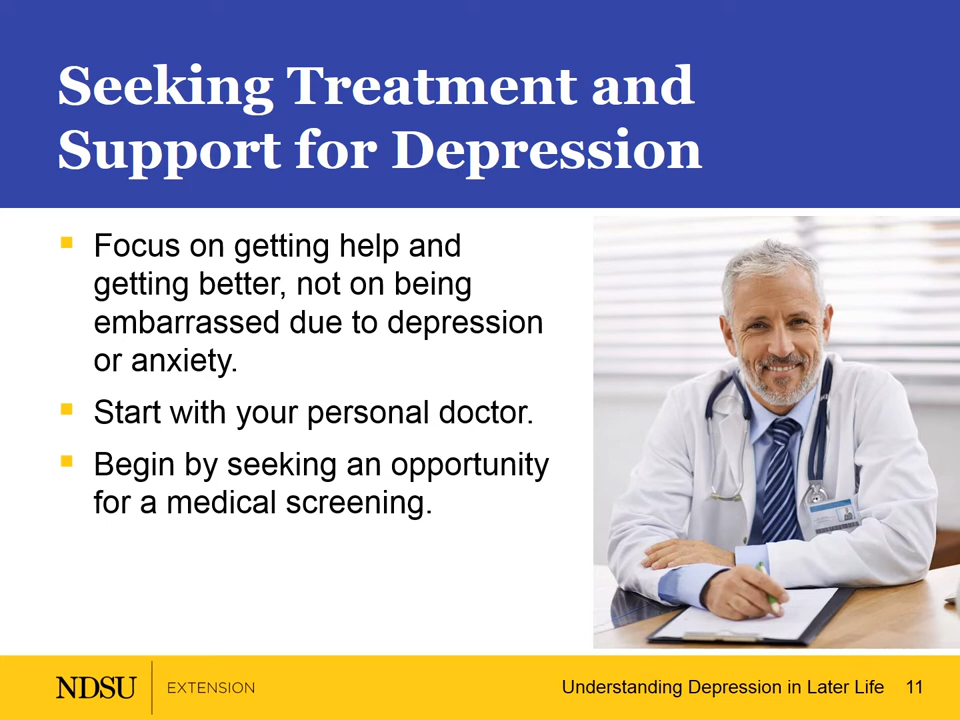 Seeking Treatment and
Support for Depression
Focus on getting help and
getting better, not on being
embarrassed due to depression
or anxiety.
Start with your personal doctor.
Begin by seeking an opportunity
for a medical screening.
NDSU EXTENSION
Understanding Depression in Later Life 11